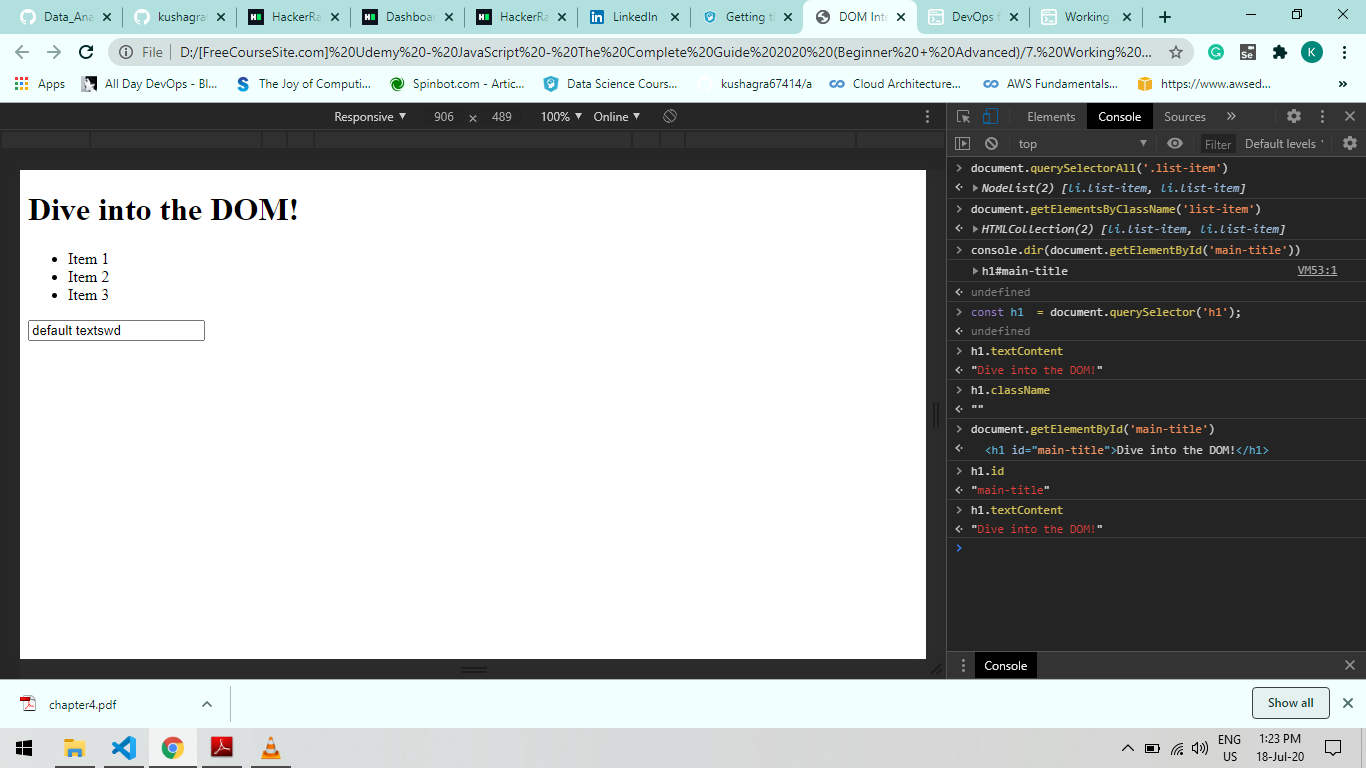 Data_Ana
kushagra
HackerRa
Dashboar
HackerRa
LinkedIn
Getting th
DOM Inte
DevOps f
Working
File
D:/[FreeCourseSite.com]%20Udemy%20-%20JavaScript%20-%20The%20Complete%20Guide%202020%20(Beginner%20+%20Advanced)/7.%20Working%20...
Se
K
Apps
All Day DevOps - Bl...
The Joy of Computi...
Spinbot.com - Artic...
Data Science Cours...
kushagra67414/a
Cloud Architecture...
AWS Fundamentals...
https://www.awsed...
»
Responsive ▼ 906 × 489 100% ▼ Online ▼
Elements Console Sources »
top ▼ Filter Default levels
Dive into the DOM!
• Item 1
• Item 2
• Item 3
default textswd
> document.querySelectorAll('.list-item')
NodeList(2) [li.list-item, li.list-item]
> document.getElementsByClassName('list-item')
HTMLCollection(2) [li.list-item, li.list-item]
> console.dir(document.getElementById('main-title'))
h1#main-title VM53:1
undefined
> const h1  = document.querySelector('h1');
undefined
> h1.textContent
"Dive into the DOM!"
> h1.className
""
> document.getElementById('main-title')
<h1 id="main-title">Dive into the DOM!</h1>
> h1.id
"main-title"
> h1.textContent
"Dive into the DOM!"
>
Console
chapter4.pdf
Show all
ENG
US
1:23 PM
18-Jul-20